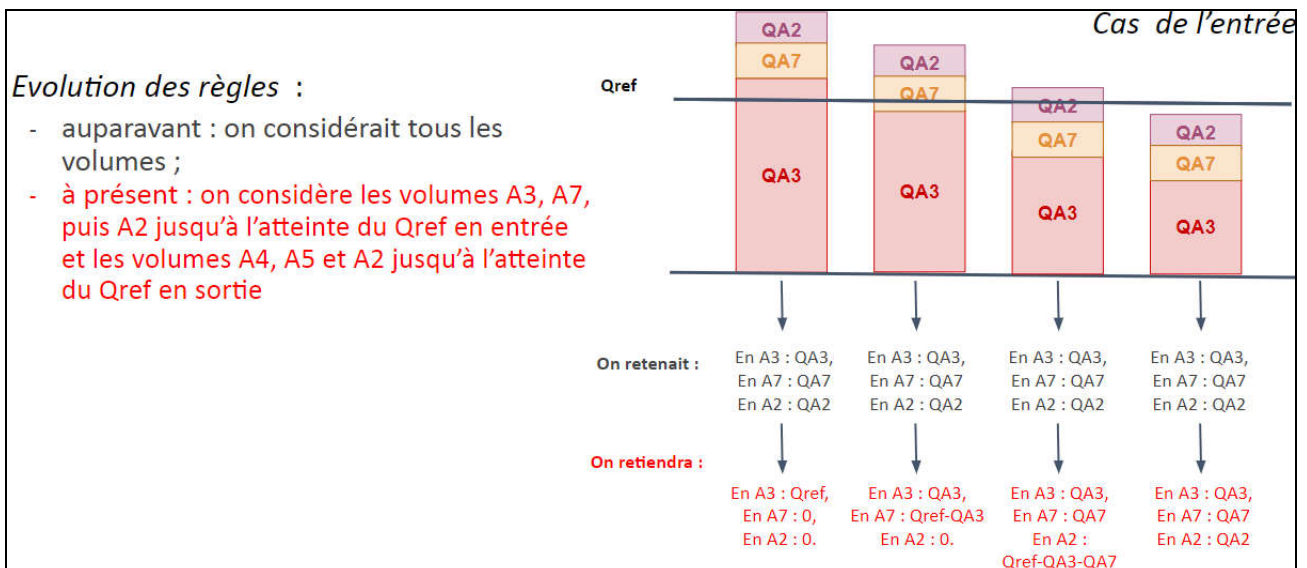 Cas de l'entrée
Evolution des règles :
- auparavant : on considérait tous les
volumes ;
- à présent : on considère les volumes A3, A7,
puis A2 jusqu'à l'atteinte du Qref en entrée
et les volumes A4, A5 et A2 jusqu'à l'atteinte
du Qref en sortie
Qref
QA2
QA7
QA3
QA2
QA7
QA3
QA2
QA7
QA3
QA2
QA7
QA3
On retenait :
En A3 : QA3,
En A7 : QA7
En A2 : QA2
En A3 : QA3,
En A7 : QA7
En A2 : QA2
En A3 : QA3,
En A7 : QA7
En A2 : QA2
En A3 : QA3,
En A7 : QA7
En A2 : QA2
On retiendra :
En A3 : Qref,
En A7 : 0,
En A2 : 0.
En A3 : QA3,
En A7 : Qref-QA3
En A2 : 0.
En A3 : QA3,
En A7 : QA7
En A2 :
Qref-QA3-QA7
En A3 : QA3,
En A7 : QA7
En A2 : QA2